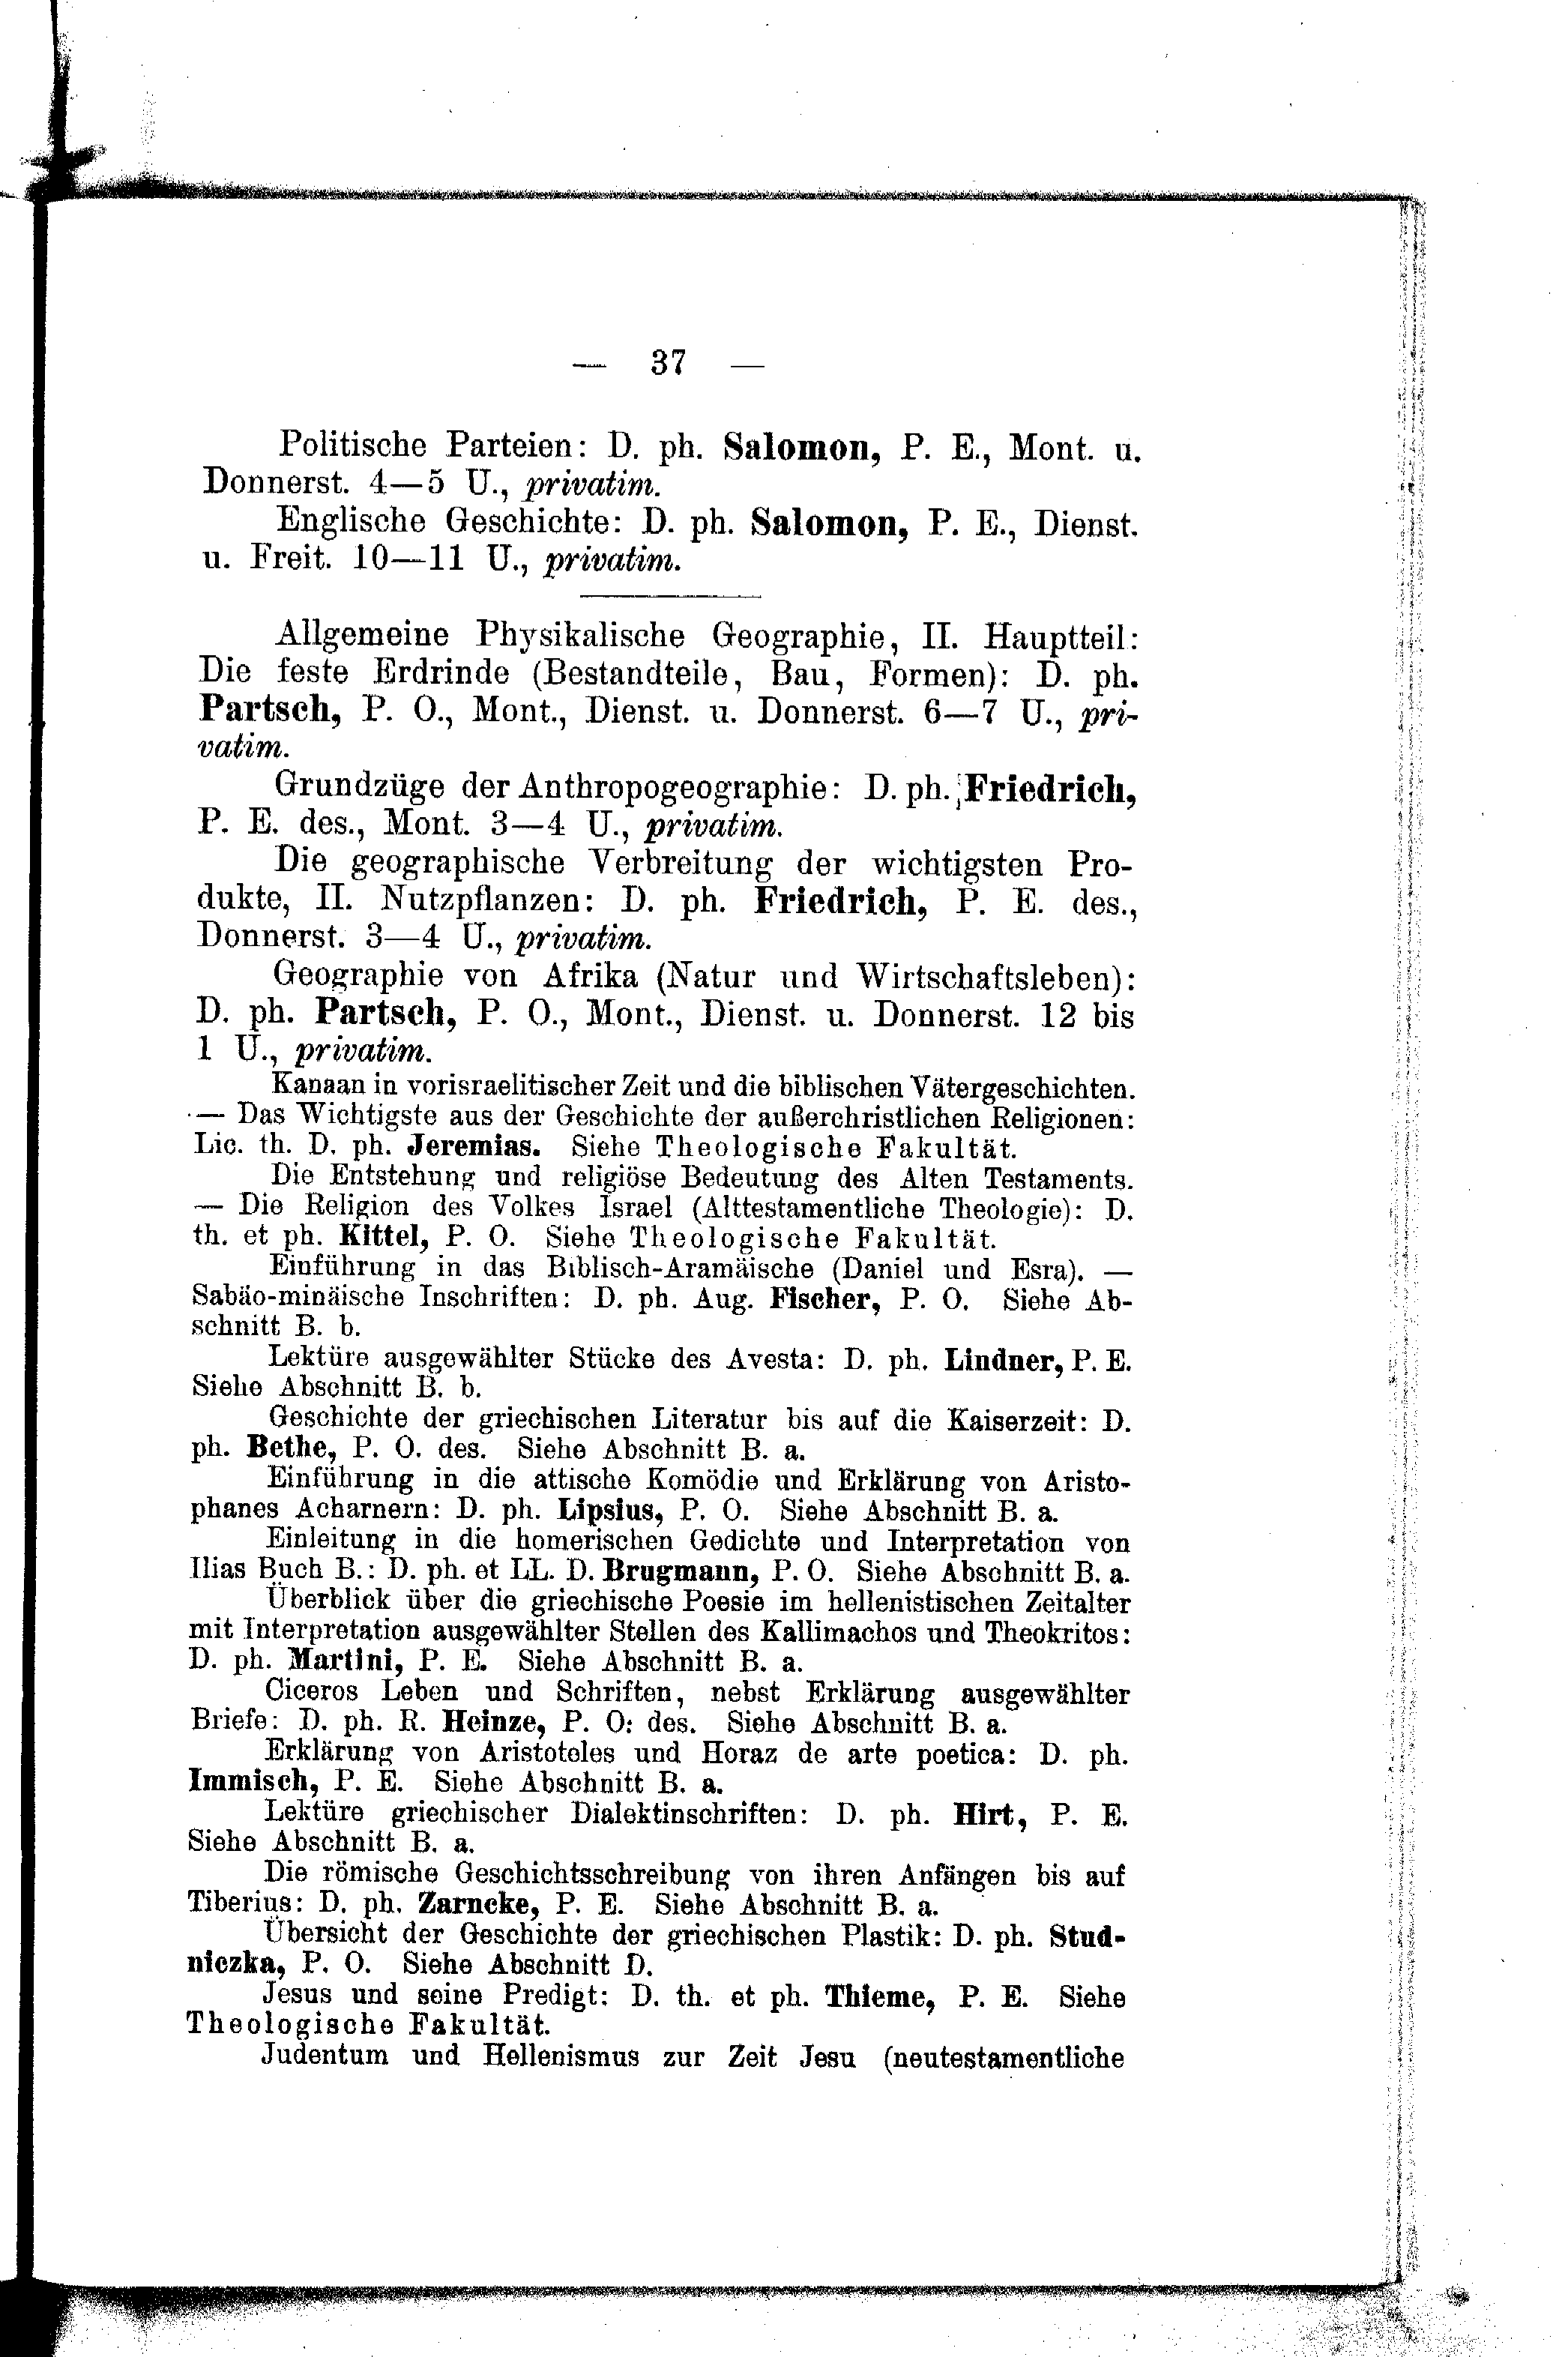 — 37 —
Politische Parteien: D. ph. Salomon, P. E., Mont. u.
Donnerst. 4—5 U., privatim.
Englische Geschichte: D. ph. Salomon, P. E., Dienst.
u. Freit. 10—11 U., privatim.
Allgemeine Physikalische Geographie, II. Hauptteil:
Die feste Erdrinde (Bestandteile, Bau, Formen): D. ph.
Partsch, P. O., Mont., Dienst. u. Donnerst. 6—7 U., pri-
vatim.
Grundzüge der Anthropogeographie: D. ph. Friedrich,
P. E. des., Mont. 3—4 U., privatim.
Die geographische Verbreitung der wichtigsten Pro-
dukte, II. Nutzpflanzen: D. ph. Friedrich, P. E. des.,
Donnerst. 3—4 U., privatim.
Geographie von Afrika (Natur und Wirtschaftsleben):
D. ph. Partsch, P. O., Mont., Dienst. u. Donnerst. 12 bis
1 U., privatim.
Kanaan in vorisraelitischer Zeit und die biblischen Vätergeschichten.
— Das Wichtigste aus der Geschichte der außerchristlichen Religionen:
Lic. th. D. ph. Jeremias. Siehe Theologische Fakultät.
Die Entstehung und religiöse Bedeutung des Alten Testaments.
— Die Religion des Volkes Israel (Alttestamentliche Theologie): D.
th. et ph. Kittel, P. O. Siehe Theologische Fakultät.
Einführung in das Biblisch-Aramäische (Daniel und Esra). —
Sabäo-minäische Inschriften: D. ph. Aug. Fischer, P. O. Siehe Ab-
schnitt B. b.
Lektüre ausgewählter Stücke des Avesta: D. ph. Lindner, P. E.
Siehe Abschnitt B. b.
Geschichte der griechischen Literatur bis auf die Kaiserzeit: D.
ph. Bethe, P. O. des. Siehe Abschnitt B. a.
Einführung in die attische Komödie und Erklärung von Aristo-
phanes Acharnern: D. ph. Lipsius, P. O. Siehe Abschnitt B. a.
Einleitung in die homerischen Gedichte und Interpretation von
Ilias Buch B.: D. ph. et LL. D. Brugmann, P. O. Siehe Abschnitt B. a.
Überblick über die griechische Poesie im hellenistischen Zeitalter
mit Interpretation ausgewählter Stellen des Kallimachos und Theokritos:
D. ph. Martini, P. E. Siehe Abschnitt B. a.
Ciceros Leben und Schriften, nebst Erklärung ausgewählter
Briefe: D. ph. R. Heinze, P. O: des. Siehe Abschnitt B. a.
Erklärung von Aristoteles und Horaz de arte poetica: D. ph.
Immisch, P. E. Siehe Abschnitt B. a.
Lektüre griechischer Dialektinschriften: D. ph. Hirt, P. E.
Siehe Abschnitt B. a.
Die römische Geschichtsschreibung von ihren Anfängen bis auf
Tiberius: D. ph. Zarncke, P. E. Siehe Abschnitt B. a.
Übersicht der Geschichte der griechischen Plastik: D. ph. Stud-
niczka, P. O. Siehe Abschnitt D.
Jesus und seine Predigt: D. th. et ph. Thieme, P. E. Siehe
Theologische Fakultät.
Judentum und Hellenismus zur Zeit Jesu (neutestamentliche